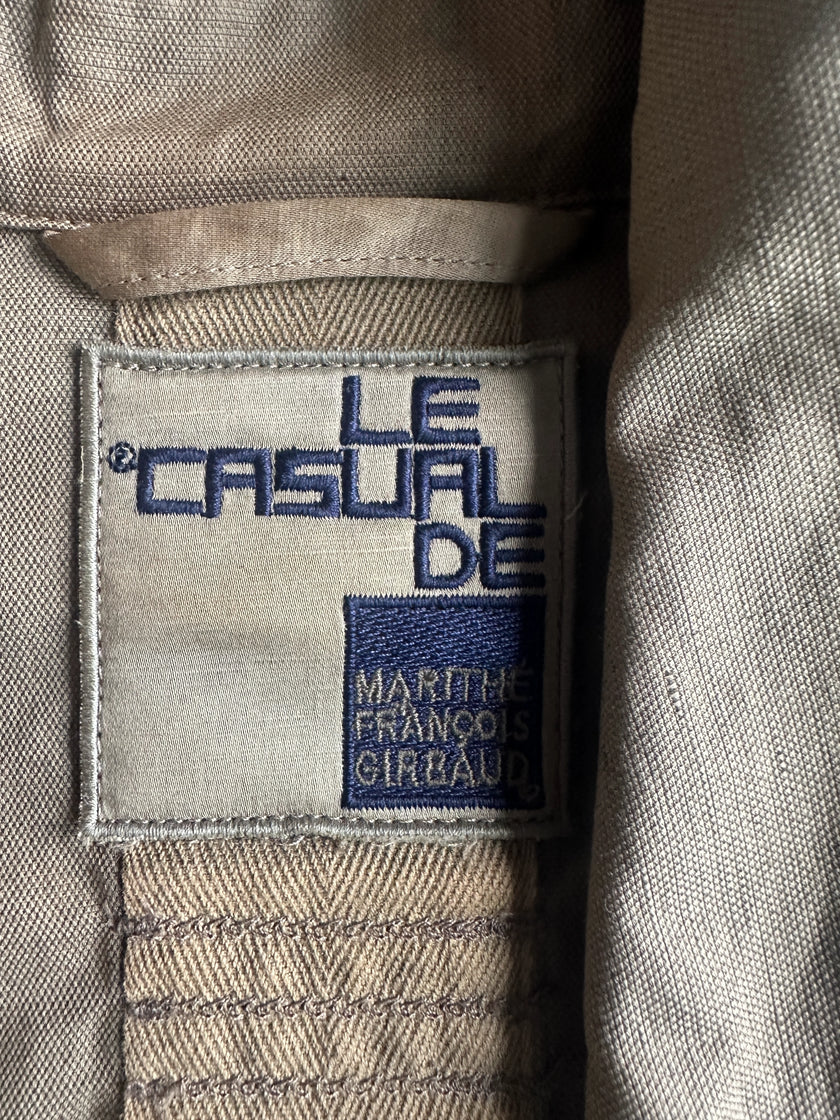 LE
®CASUAL
DE
MARITHÉ
FRANÇOIS
GIRBAUD